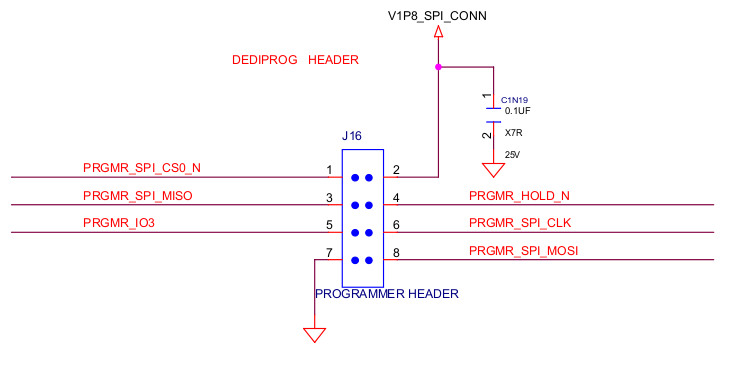 V1P8_SPI_CONN
DEDIPROG HEADER
1
C1N19
0.1UF
2
X7R
25V
J16
PRGMR_SPI_CS0_N
1
2
PRGMR_SPI_MISO
3
4
PRGMR_HOLD_N
PRGMR_IO3
5
6
PRGMR_SPI_CLK
7
8
PRGMR_SPI_MOSI
PROGRAMMER HEADER